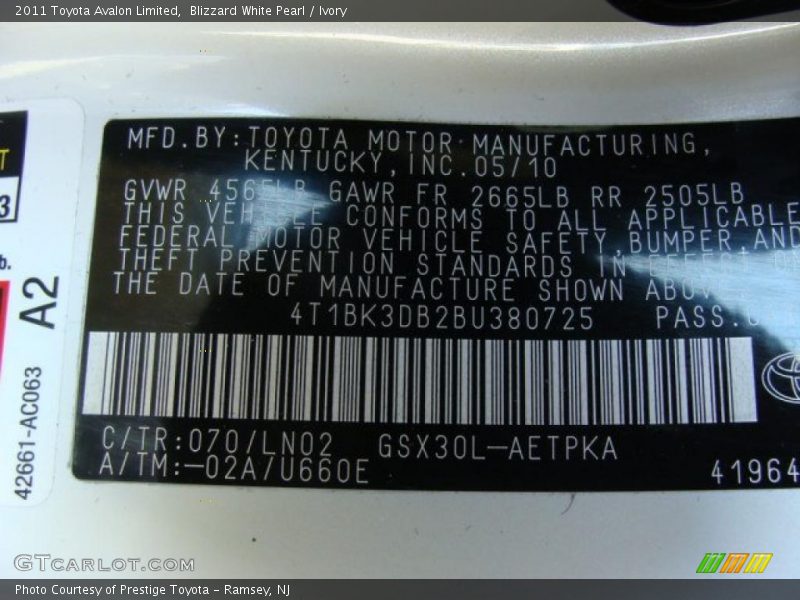 2011 Toyota Avalon Limited, Blizzard White Pearl / Ivory
MFD.BY:TOYOTA MOTOR MANUFACTURING,
KENTUCKY,INC.05/10
GVWR 4565LB GAWR FR 2665LB RR 2505LB
THIS VEHICLE CONFORMS TO ALL APPLICABLE
FEDERAL MOTOR VEHICLE SAFETY,BUMPER,AND
THEFT PREVENTION STANDARDS IN EFFECT
THE DATE OF MANUFACTURE SHOWN ABOVE
4T1BK3DB2BU380725 PASS.
C/TR:070/LN02 GSX30L-AETPKA
A/TM:-02A/U660E
41964
A2
42661-AC063
3
b.
GTCARLOT.COM
Photo Courtesy of Prestige Toyota - Ramsey, NJ